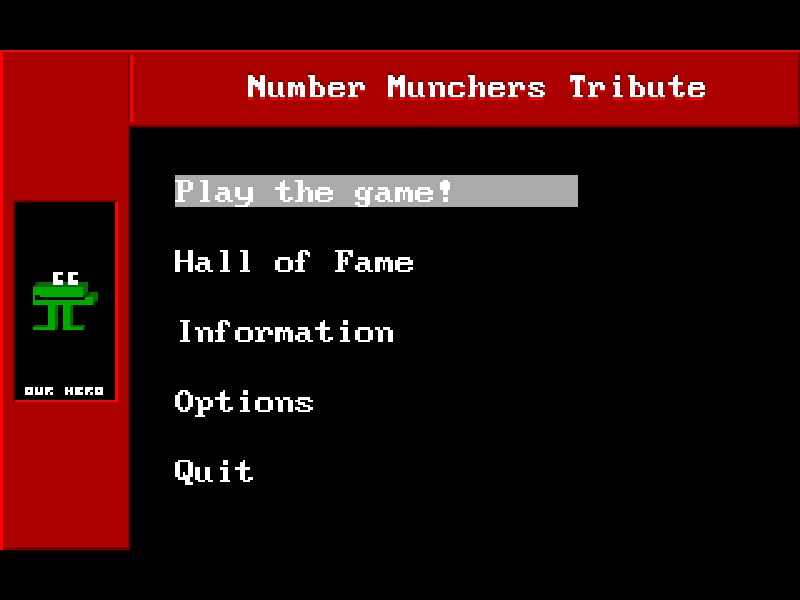 Number Munchers Tribute
Play the game!
Hall of Fame
Information
Options
Quit
OUR HERO